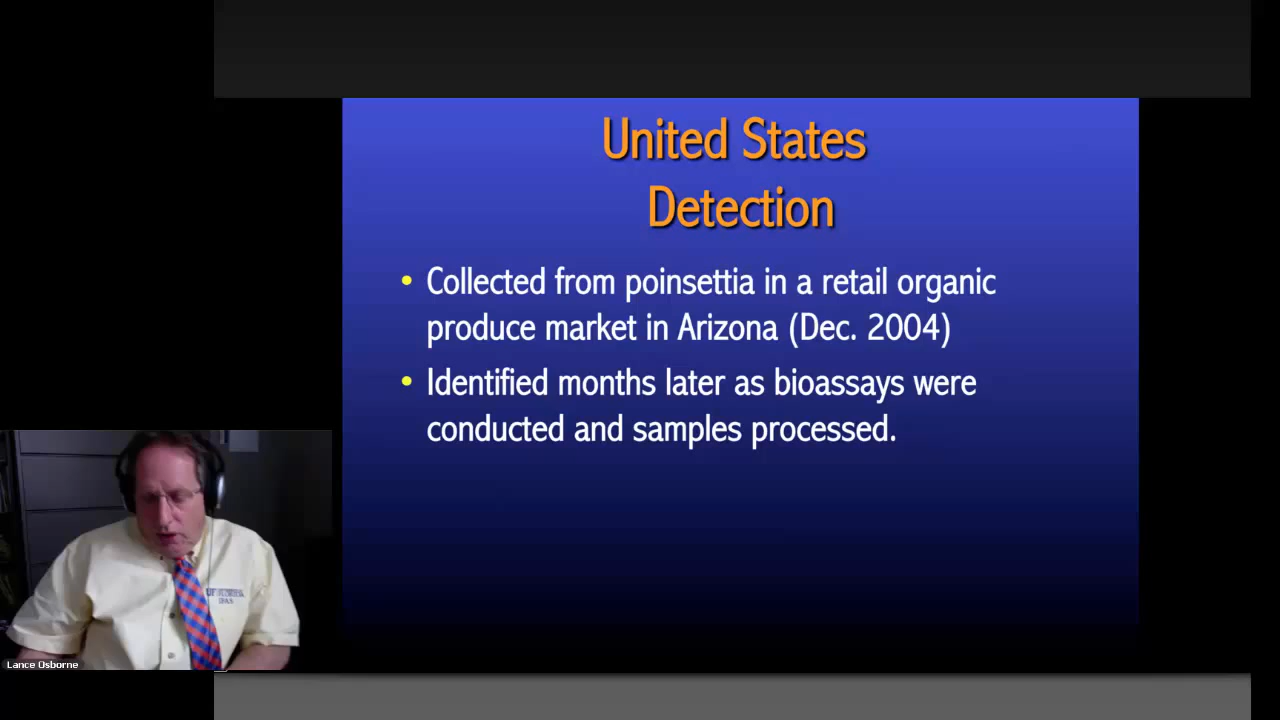 United States
Detection
• Collected from poinsettia in a retail organic
produce market in Arizona (Dec. 2004)
• Identified months later as bioassays were
conducted and samples processed.
Lance Osborne